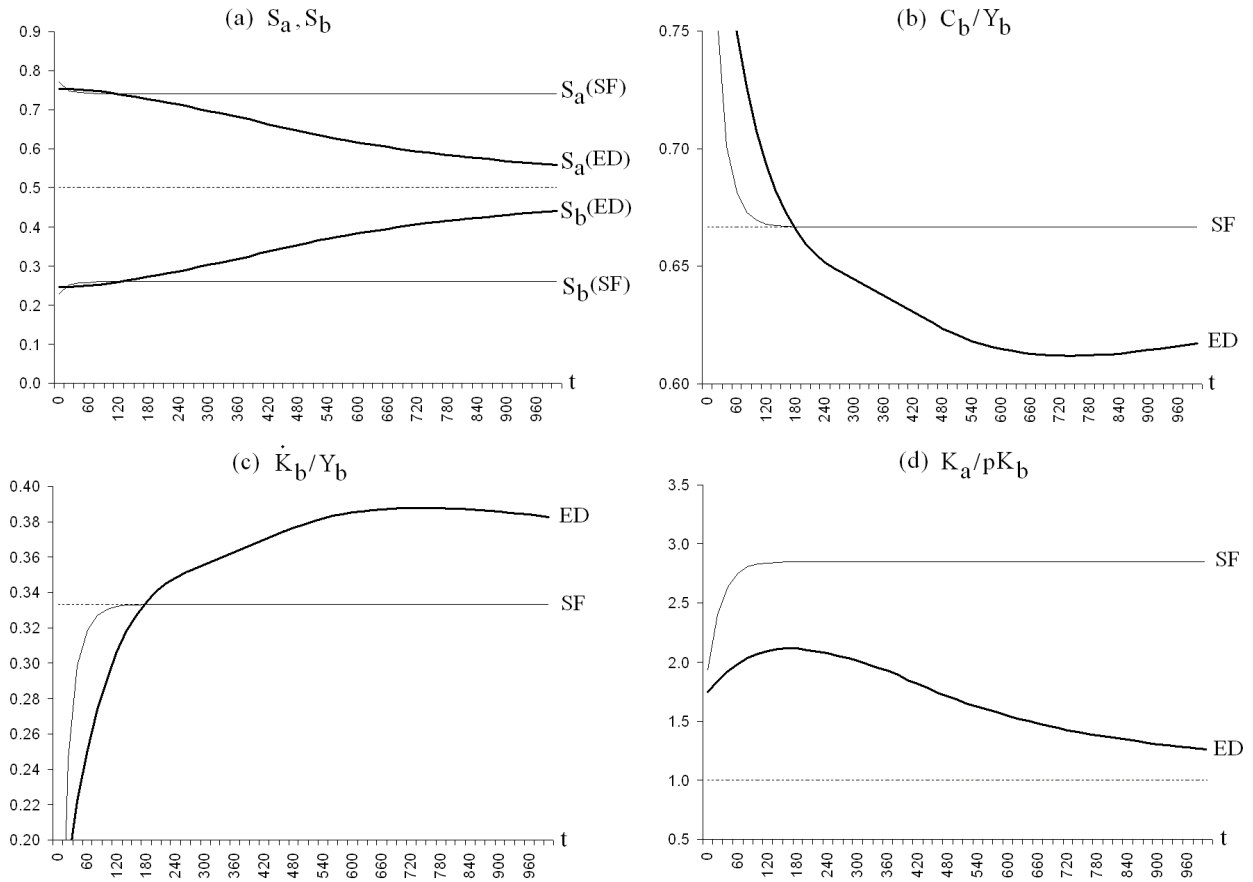 (a) Sa, Sb
0.9
0.8
0.7
0.6
0.5
0.4
0.3
0.2
0.1
0.0
Sa(SF)
Sa(ED)
Sb(ED)
Sb(SF)
t
0 60 120 180 240 300 360 420 480 540 600 660 720 780 840 900 960
(b) Cb/Yb
0.75
0.70
0.65
0.60
SF
ED
t
0 60 120 180 240 300 360 420 480 540 600 660 720 780 840 900 960
(c) K̇b/Yb
0.40
0.38
0.36
0.34
0.32
0.30
0.28
0.26
0.24
0.22
0.20
ED
SF
t
0 60 120 180 240 300 360 420 480 540 600 660 720 780 840 900 960
(d) Ka/pKb
3.5
3.0
2.5
2.0
1.5
1.0
0.5
SF
ED
t
0 60 120 180 240 300 360 420 480 540 600 660 720 780 840 900 960